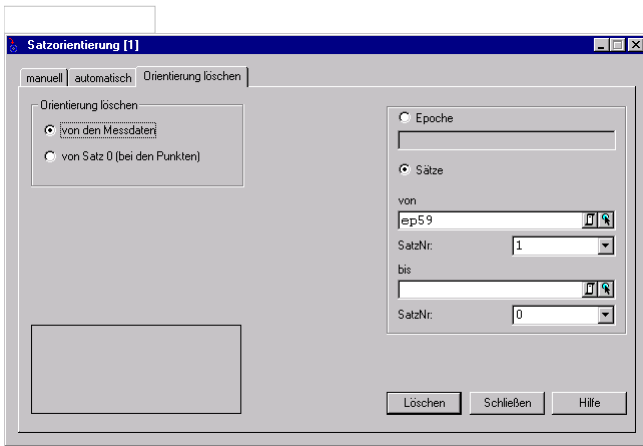 Satzorientierung [1]
manuell automatisch Orientierung löschen
Orientierung löschen
von den Messdaten
von Satz 0 (bei den Punkten)
Epoche
Sätze
von
ep59
SatzNr: 1
bis
SatzNr: 0
Löschen Schließen Hilfe